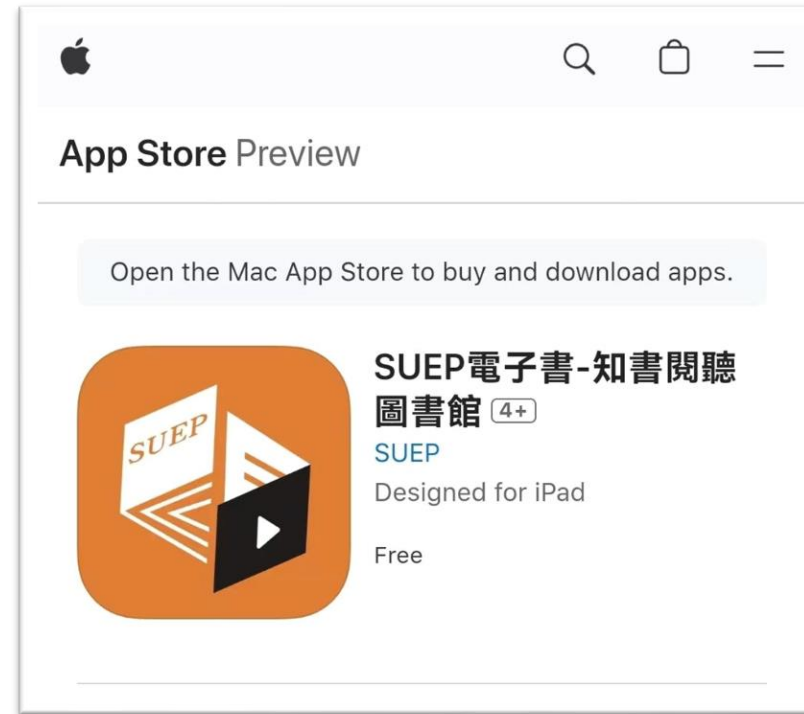 App Store Preview
Open the Mac App Store to buy and download apps.
SUEP
SUEP電子書-知書閱聽
圖書館 4+
SUEP
Designed for iPad
Free